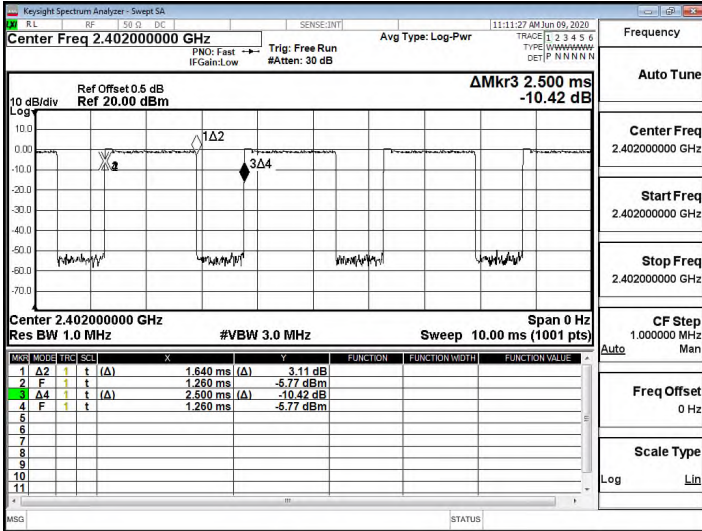 Keysight Spectrum Analyzer - Swept SA
LXI RL RF 50 Ω DC SENSE:INT 11:11:27 AM Jun 09, 2020
Center Freq 2.402000000 GHz
PNO: Fast
IFGain:Low
Trig: Free Run
#Atten: 30 dB
Avg Type: Log-Pwr
TRACE 1 2 3 4 5 6
TYPE WWWWWW
DET P N N N N N
ΔMkr3 2.500 ms
-10.42 dB
Ref Offset 0.5 dB
Ref 20.00 dBm
10 dB/div
Log
10.0
0.00
-10.0
-20.0
-30.0
-40.0
-50.0
-60.0
-70.0
1Δ2
3Δ4
Center 2.402000000 GHz Span 0 Hz
Res BW 1.0 MHz #VBW 3.0 MHz Sweep 10.00 ms (1001 pts)
MKR MODE TRC SCL X Y FUNCTION FUNCTION WIDTH FUNCTION VALUE
1 Δ2 1 t (Δ) 1.640 ms (Δ) 3.11 dB
2 F 1 t 1.260 ms -5.77 dBm
3 Δ4 1 t (Δ) 2.500 ms (Δ) -10.42 dB
4 F 1 t 1.260 ms -5.77 dBm
5
6
7
8
9
10
11
MSG STATUS
Frequency
Auto Tune
Center Freq
2.402000000 GHz
Start Freq
2.402000000 GHz
Stop Freq
2.402000000 GHz
CF Step
1.000000 MHz
Auto Man
Freq Offset
0 Hz
Scale Type
Log Lin